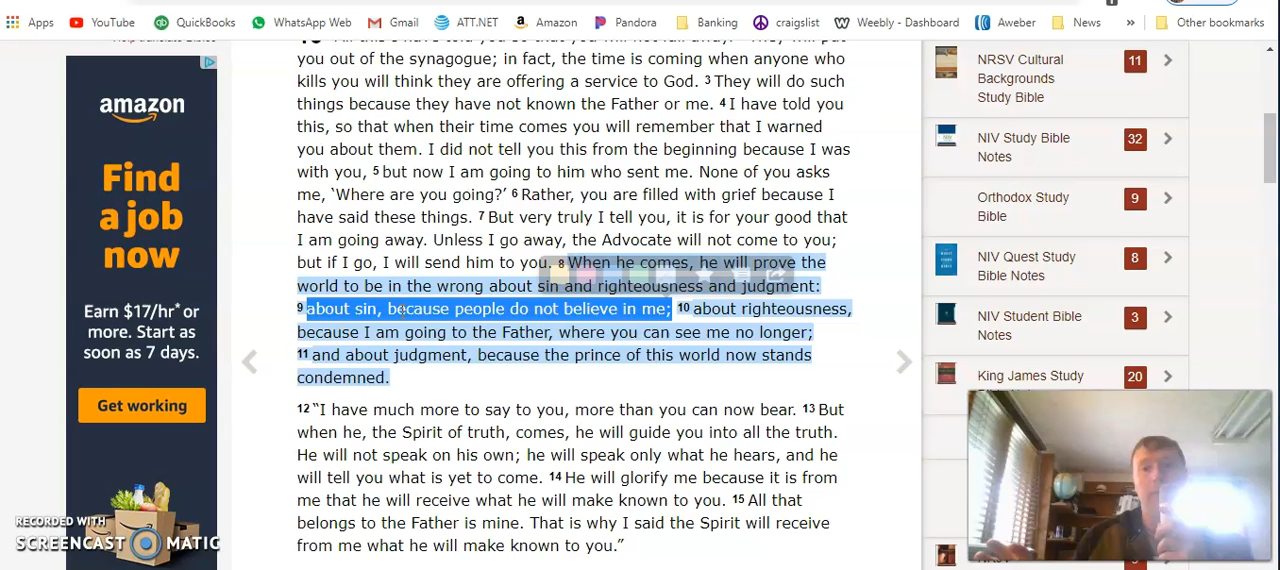 Apps YouTube QuickBooks WhatsApp Web Gmail ATT.NET Amazon Pandora Banking craigslist Weebly - Dashboard Aweber News » Other bookmarks
you out of the synagogue; in fact, the time is coming when anyone who
kills you will think they are offering a service to God. 3 They will do such
things because they have not known the Father or me. 4 I have told you
this, so that when their time comes you will remember that I warned
you about them. I did not tell you this from the beginning because I was
with you, 5 but now I am going to him who sent me. None of you asks
me, ‘Where are you going?’ 6 Rather, you are filled with grief because I
have said these things. 7 But very truly I tell you, it is for your good that
I am going away. Unless I go away, the Advocate will not come to you;
but if I go, I will send him to you. 8 When he comes, he will prove the
world to be in the wrong about sin and righteousness and judgment:
9 about sin, because people do not believe in me; 10 about righteousness,
because I am going to the Father, where you can see me no longer;
11 and about judgment, because the prince of this world now stands
condemned.
12 “I have much more to say to you, more than you can now bear. 13 But
when he, the Spirit of truth, comes, he will guide you into all the truth.
He will not speak on his own; he will speak only what he hears, and he
will tell you what is yet to come. 14 He will glorify me because it is from
me that he will receive what he will make known to you. 15 All that
belongs to the Father is mine. That is why I said the Spirit will receive
from me what he will make known to you.”
amazon
Find
a job
now
Earn $17/hr*
or more. Start as
soon as 7 days.
Get working
RECORDED WITH
SCREENCAST MATIC
NRSV Cultural
Backgrounds
Study Bible
11
NIV Study Bible
Notes
32
Orthodox Study
Bible
9
NIV Quest Study
Bible Notes
8
NIV Student Bible
Notes
3
King James Study
20